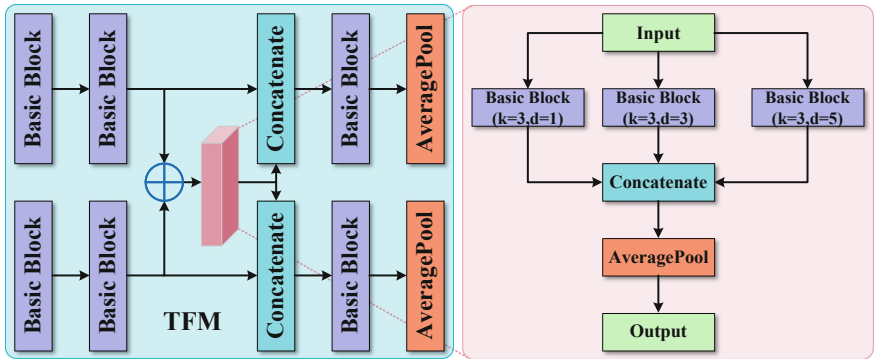 Basic Block
Basic Block
Concatenate
Basic Block
AveragePool
Basic Block
Basic Block
Concatenate
Basic Block
AveragePool
TFM
Input
Basic Block
(k=3,d=1)
Basic Block
(k=3,d=3)
Basic Block
(k=3,d=5)
Concatenate
AveragePool
Output